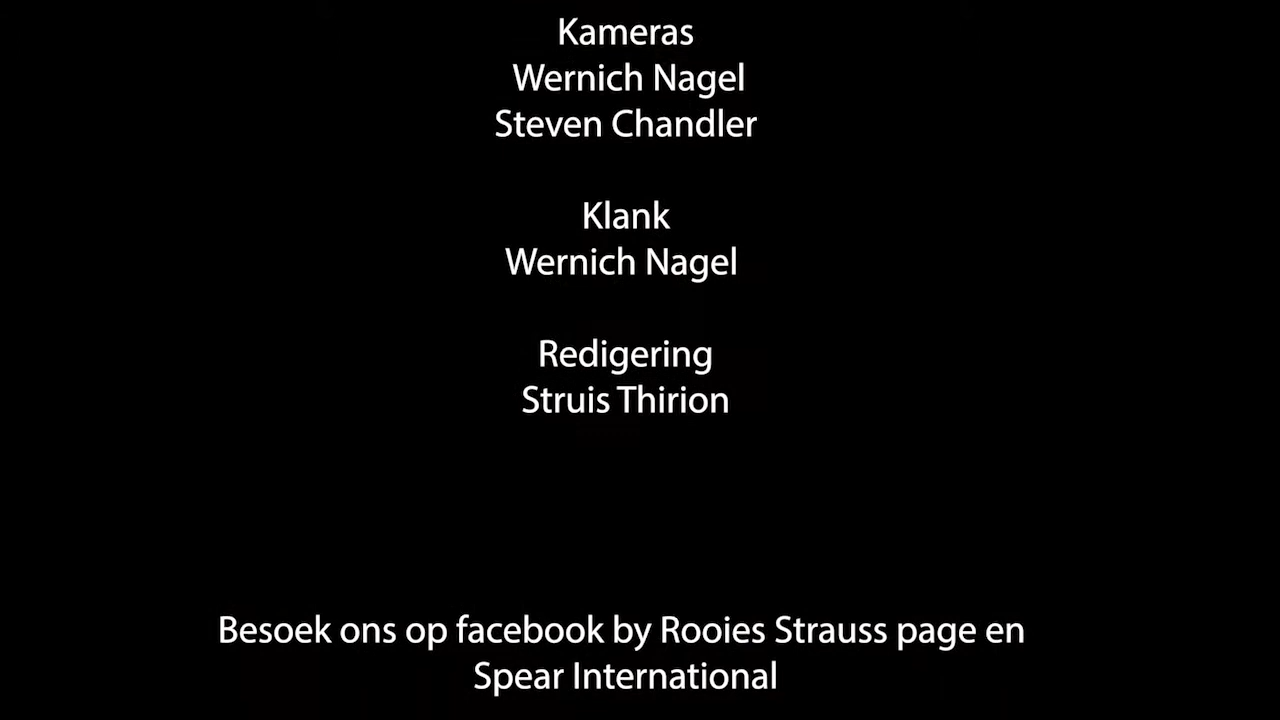 Kameras
Wernich Nagel
Steven Chandler
Klank
Wernich Nagel
Redigering
Struis Thirion
Besoek ons op facebook by Rooies Strauss page en
Spear International